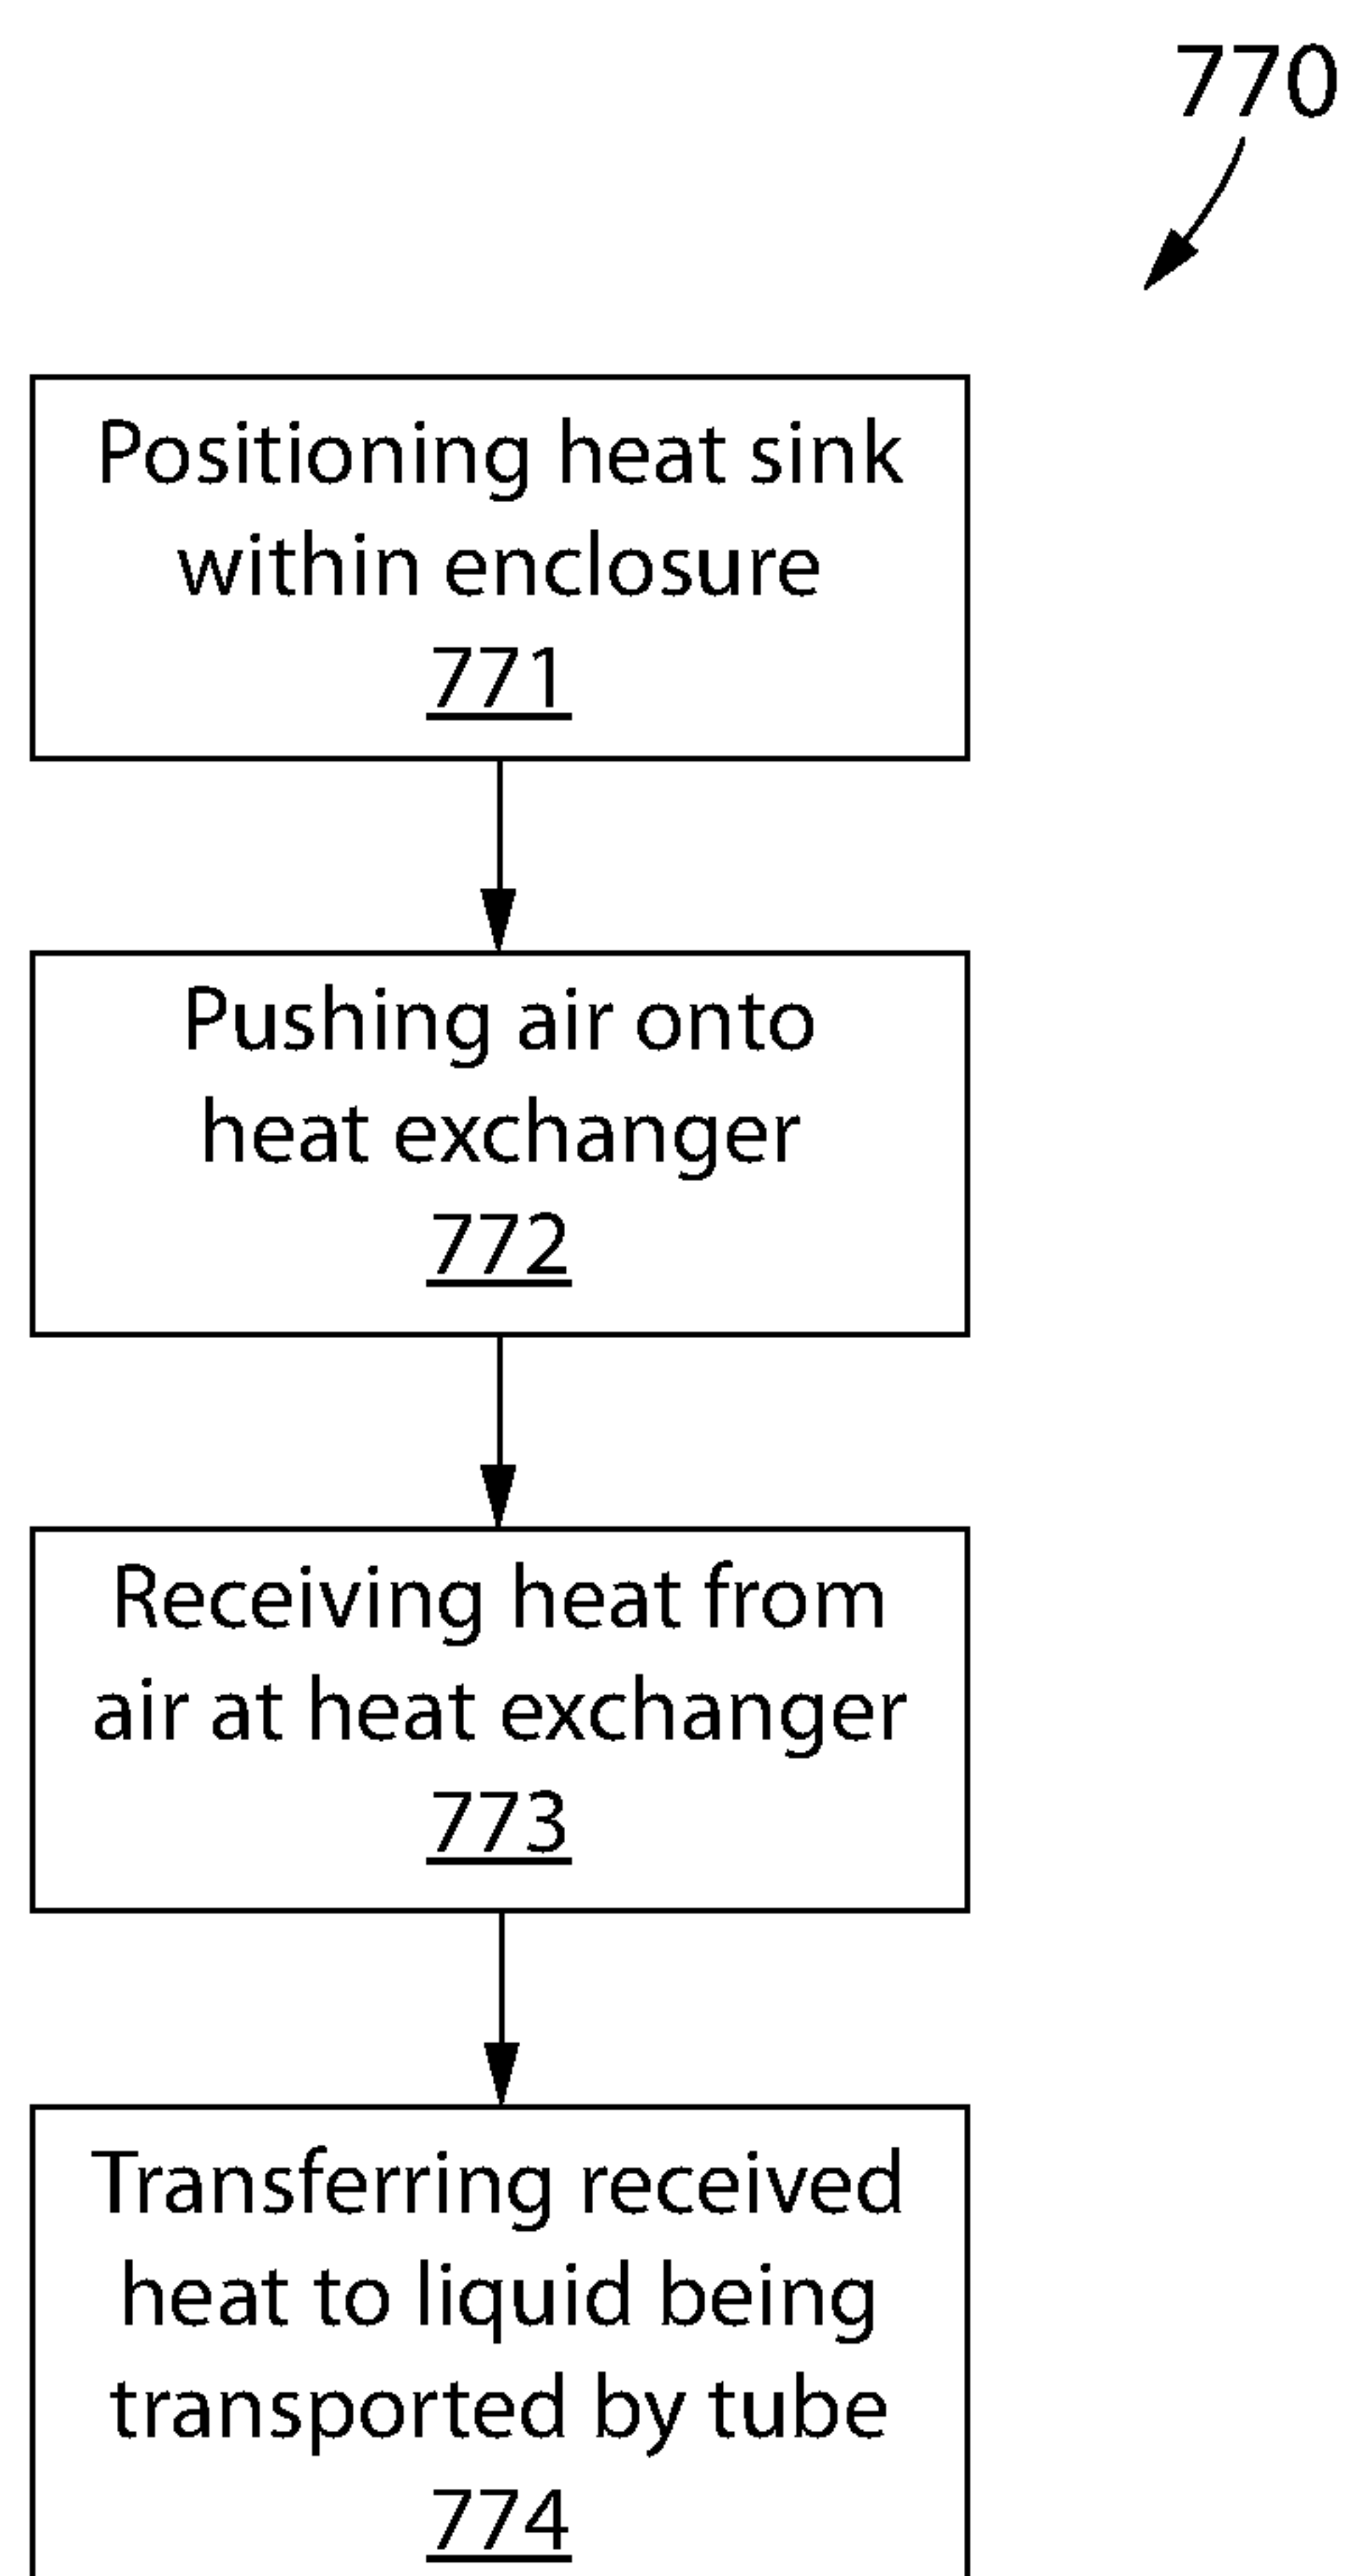 770
Positioning heat sink
within enclosure
771
Pushing air onto
heat exchanger
772
Receiving heat from
air at heat exchanger
773
Transferring received
heat to liquid being
transported by tube
774